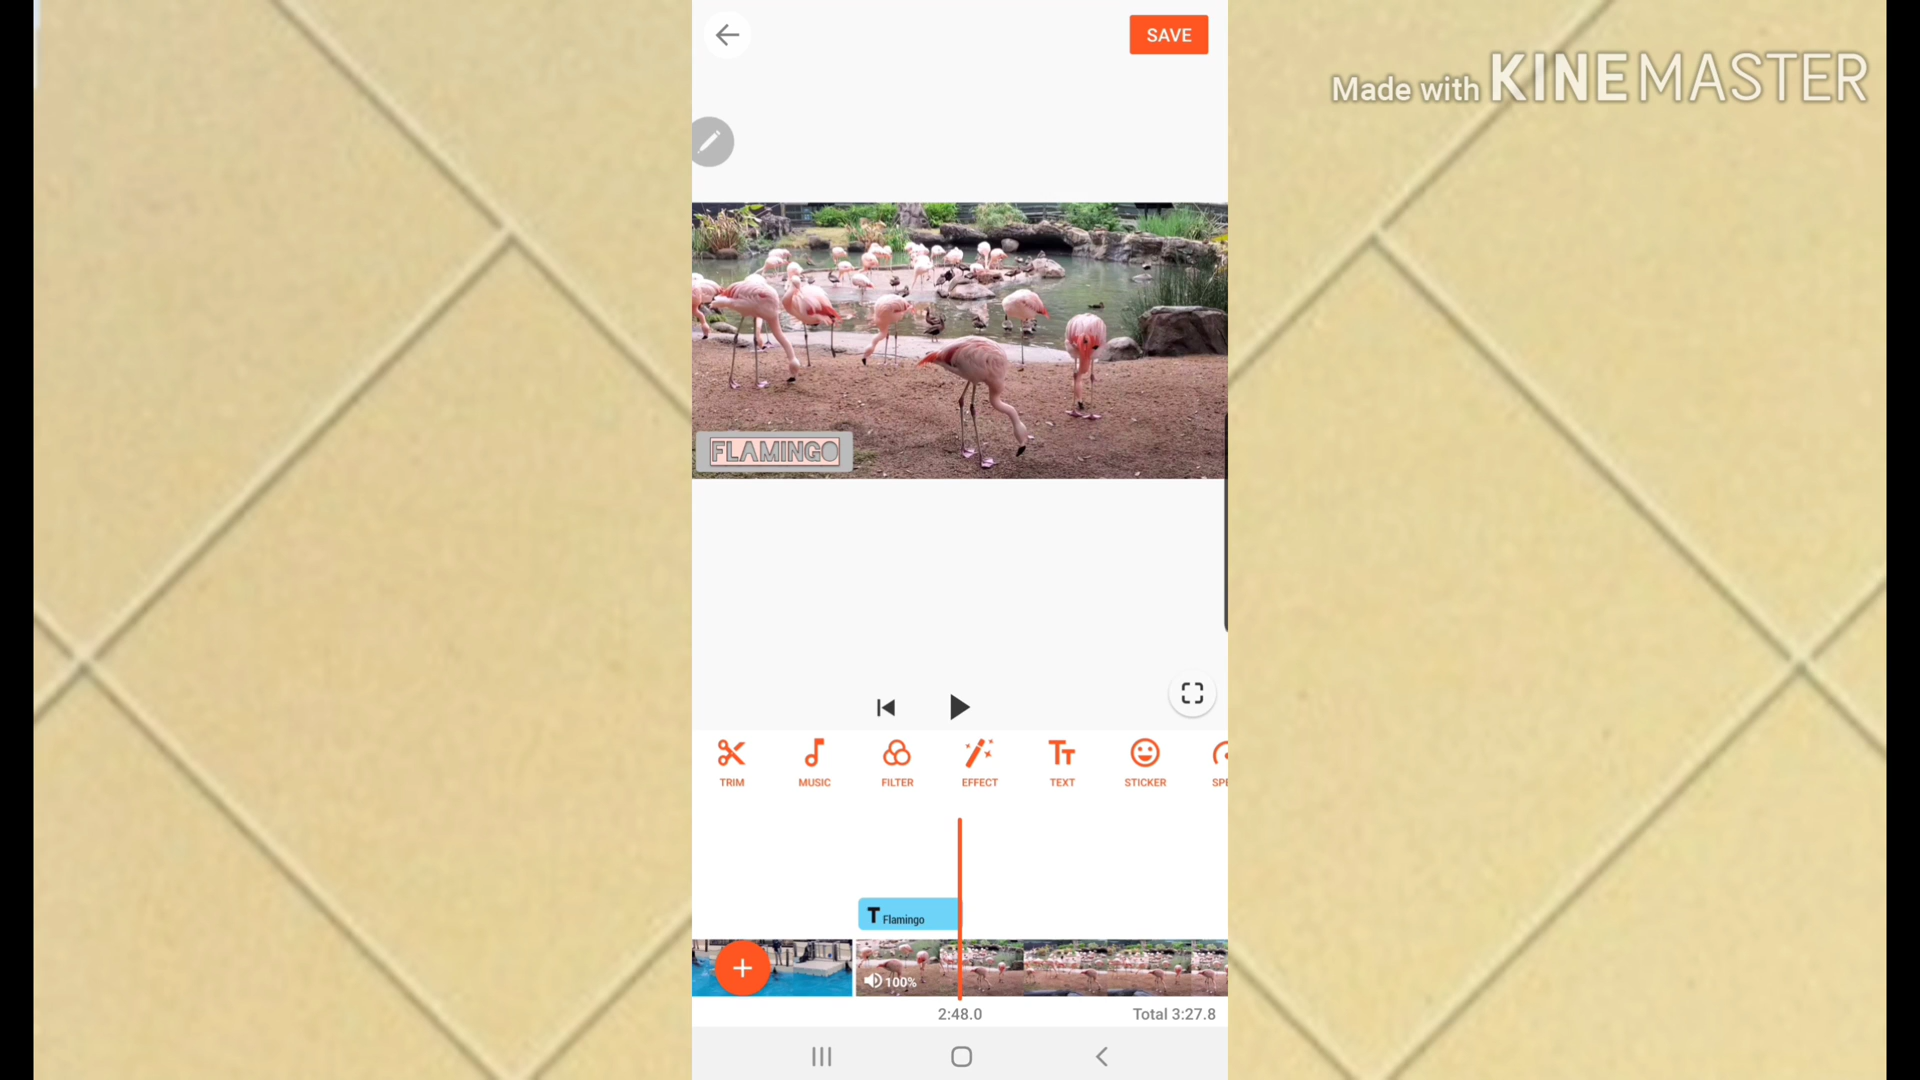 SAVE
Made with KINEMASTER
FLAMINGO
TRIM MUSIC FILTER EFFECT TEXT STICKER SPE
T Flamingo
100%
2:48.0 Total 3:27.8